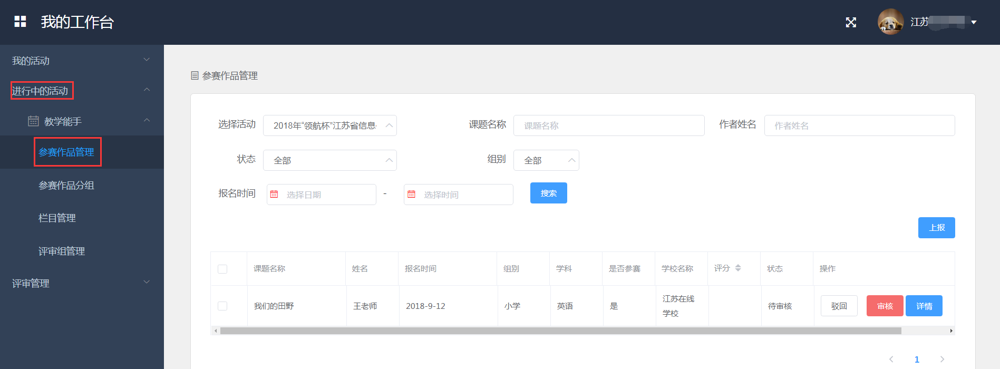 我的工作台
江苏
我的活动
进行中的活动
教学能手
参赛作品管理
参赛作品分组
栏目管理
评审组管理
评审管理
参赛作品管理
选择活动 2018年“领航杯”江苏省信息 课题名称 课题名称 作者姓名 作者姓名
状态 全部 组别 全部
报名时间 选择日期 - 选择时间 搜索
上报
课题名称 姓名 报名时间 组别 学科 是否参赛 学校名称 评分 状态 操作
我们的田野 王老师 2018-9-12 小学 英语 是 江苏在线 待审核 驳回 审核 详情
学校
1